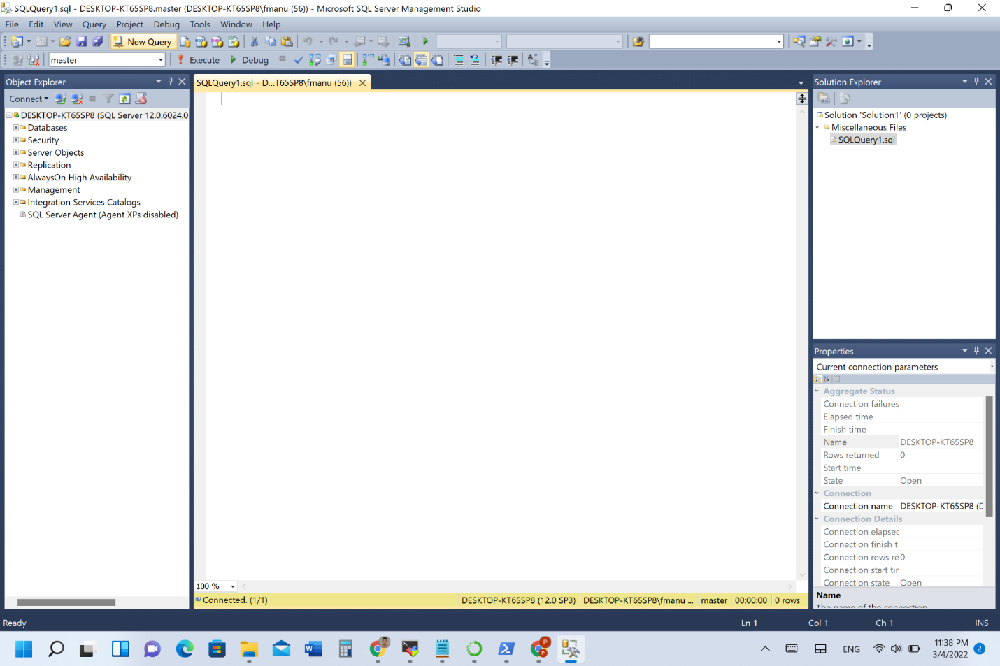 SQLQuery1.sql - DESKTOP-KT65SP8.master (DESKTOP-KT65SP8\fmanu (56)) - Microsoft SQL Server Management Studio
File Edit View Query Project Debug Tools Window Help
New Query
master Execute Debug
Object Explorer
Connect
DESKTOP-KT65SP8 (SQL Server 12.0.6024.0
Databases
Security
Server Objects
Replication
AlwaysOn High Availability
Management
Integration Services Catalogs
SQL Server Agent (Agent XPs disabled)
SQLQuery1.sql - D...T65SP8\fmanu (56))
100 %
Connected. (1/1) DESKTOP-KT65SP8 (12.0 SP3) DESKTOP-KT65SP8\fmanu ... master 00:00:00 0 rows
Solution Explorer
Solution 'Solution1' (0 projects)
Miscellaneous Files
SQLQuery1.sql
Properties
Current connection parameters
Aggregate Status
Connection failures
Elapsed time
Finish time
Name DESKTOP-KT65SP8
Rows returned 0
Start time
State Open
Connection
Connection name DESKTOP-KT65SP8 (D
Connection Details
Connection elapsed
Connection finish t
Connection rows re 0
Connection start tir
Connection state Open
Name
The name of the connection
Ready Ln 1 Col 1 Ch 1 INS
ENG 11:38 PM
3/4/2022 2